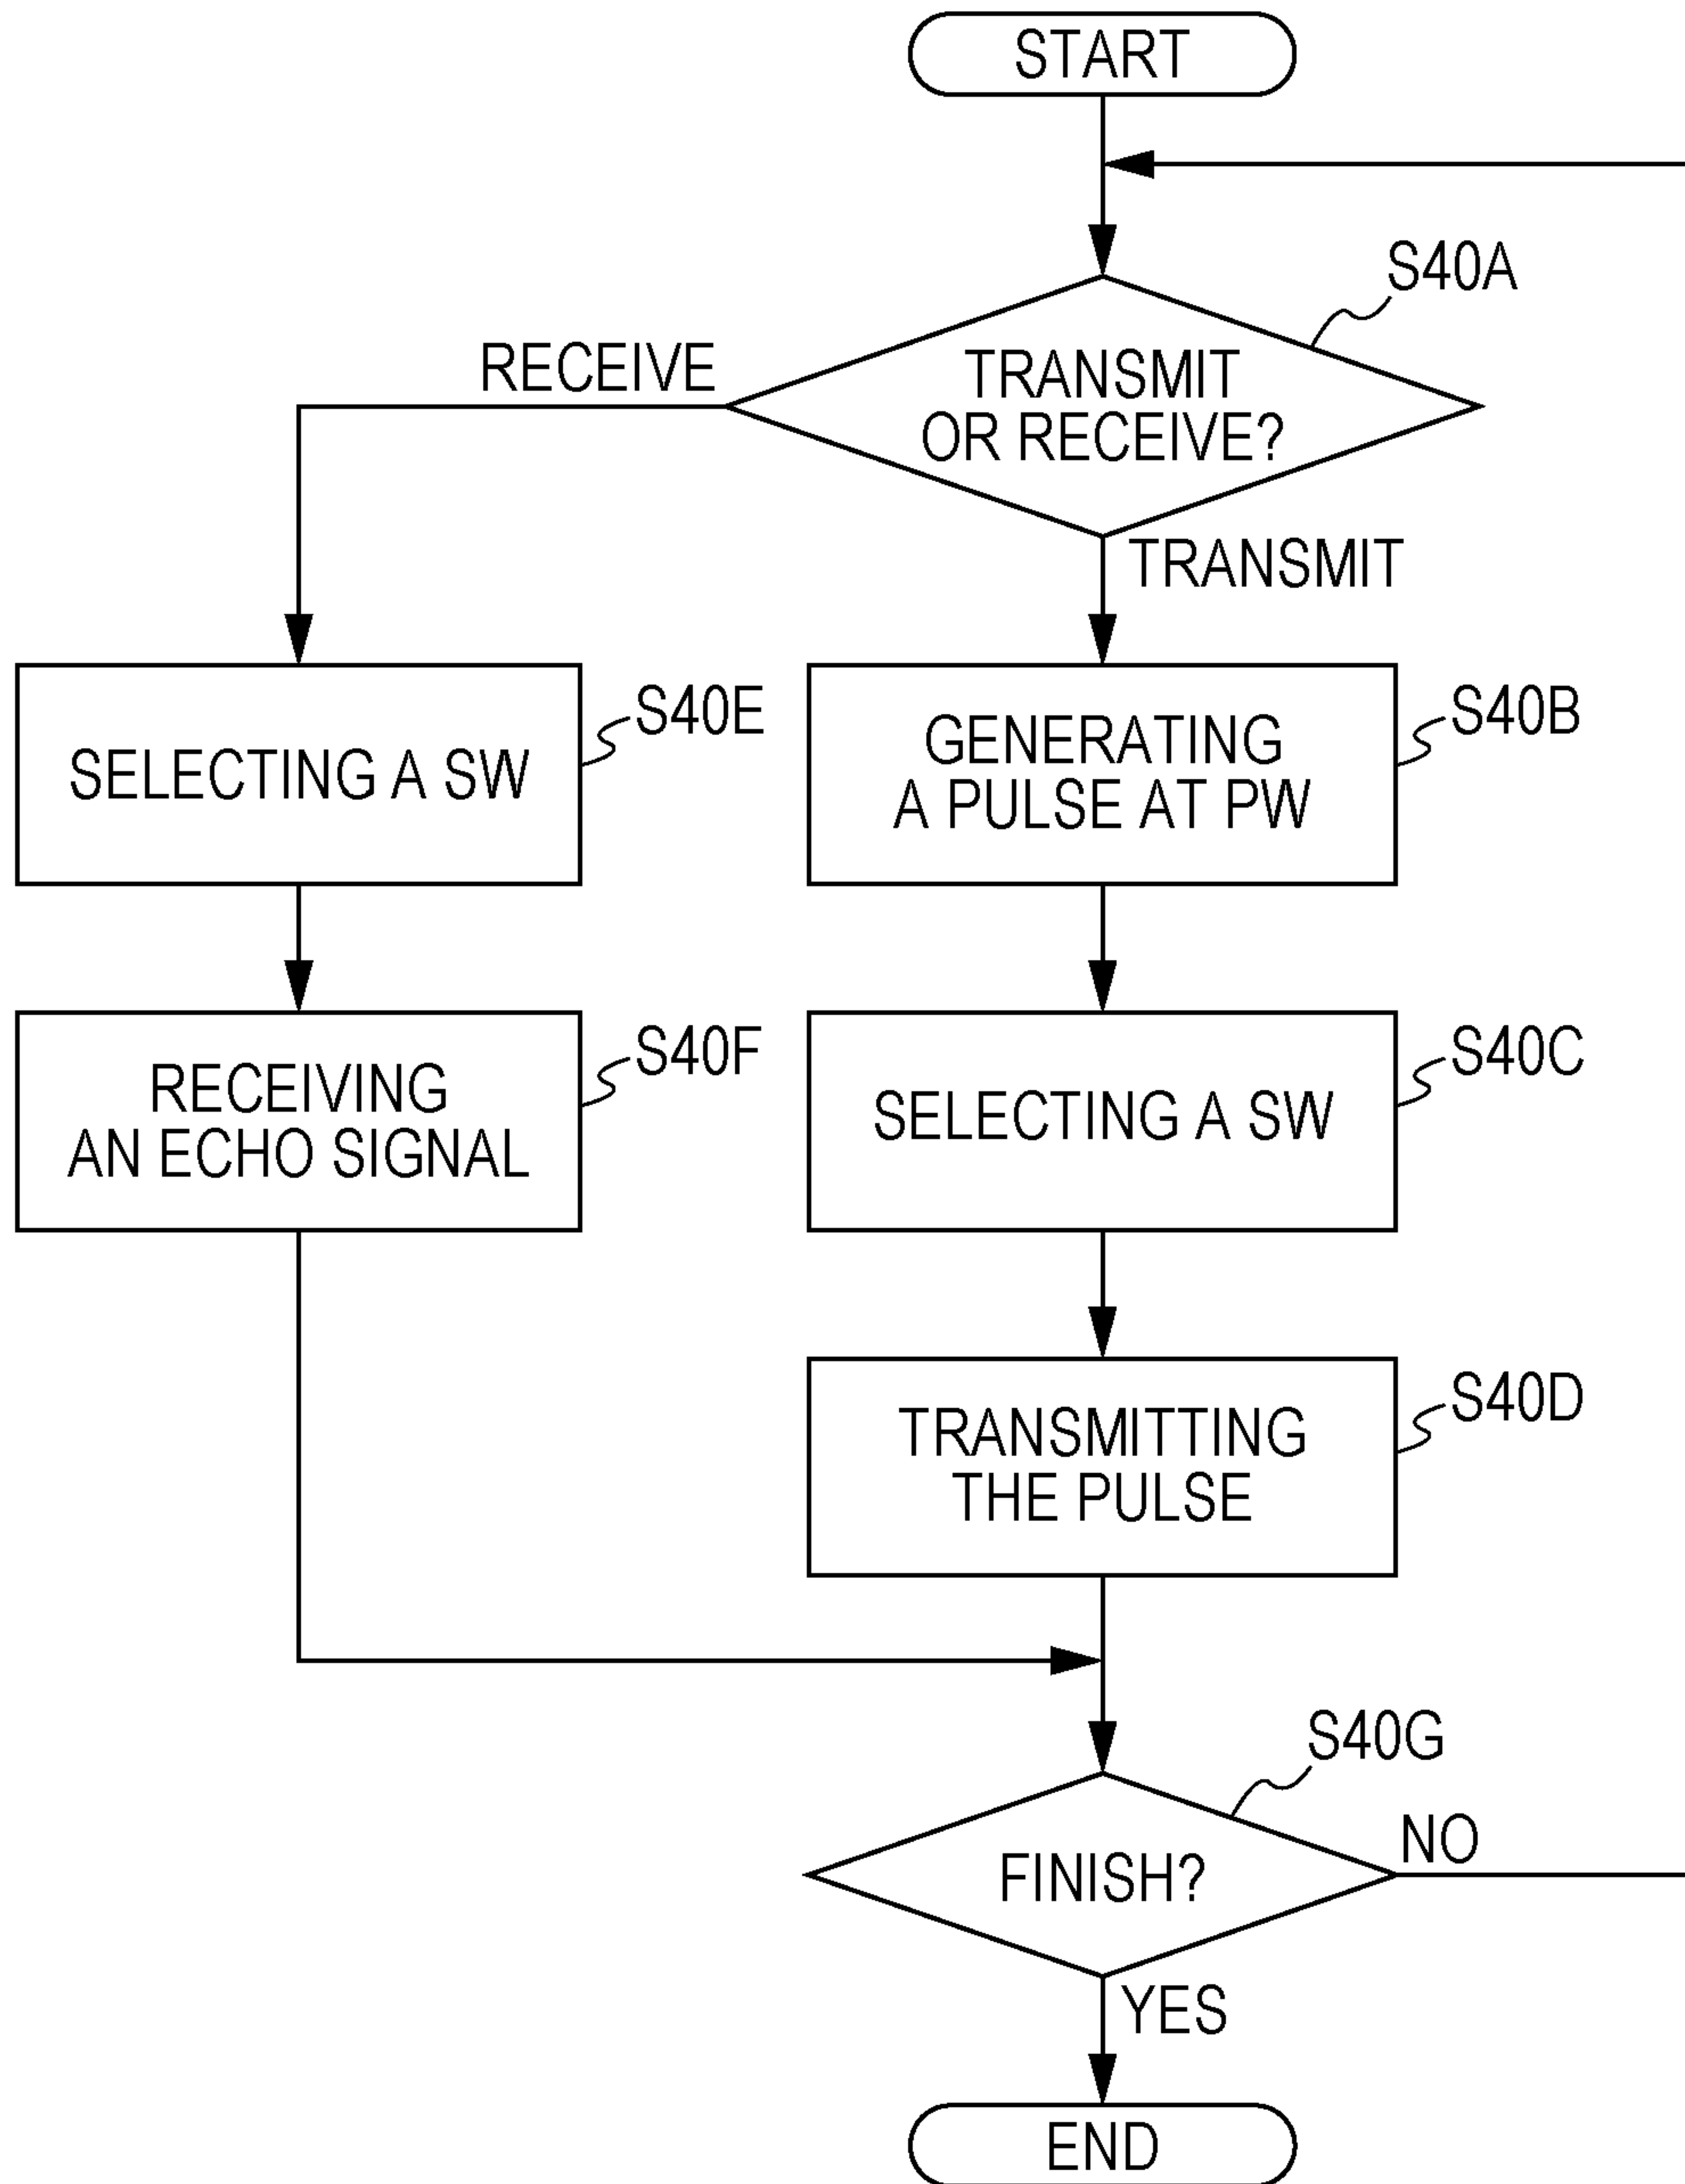 START
S40A
RECEIVE
TRANSMIT
OR RECEIVE?
TRANSMIT
S40E
SELECTING A SW
S40B
GENERATING
A PULSE AT PW
S40F
RECEIVING
AN ECHO SIGNAL
S40C
SELECTING A SW
S40D
TRANSMITTING
THE PULSE
S40G
FINISH?
NO
YES
END